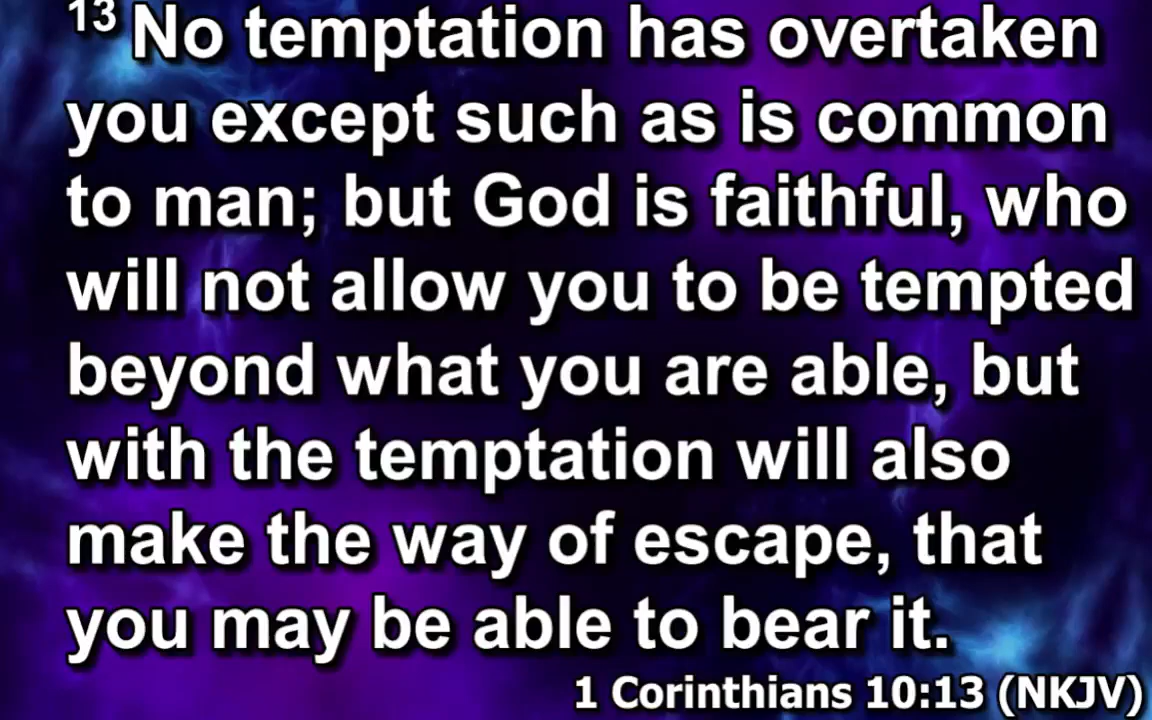 13 No temptation has overtaken
you except such as is common
to man; but God is faithful, who
will not allow you to be tempted
beyond what you are able, but
with the temptation will also
make the way of escape, that
you may be able to bear it.
1 Corinthians 10:13 (NKJV)